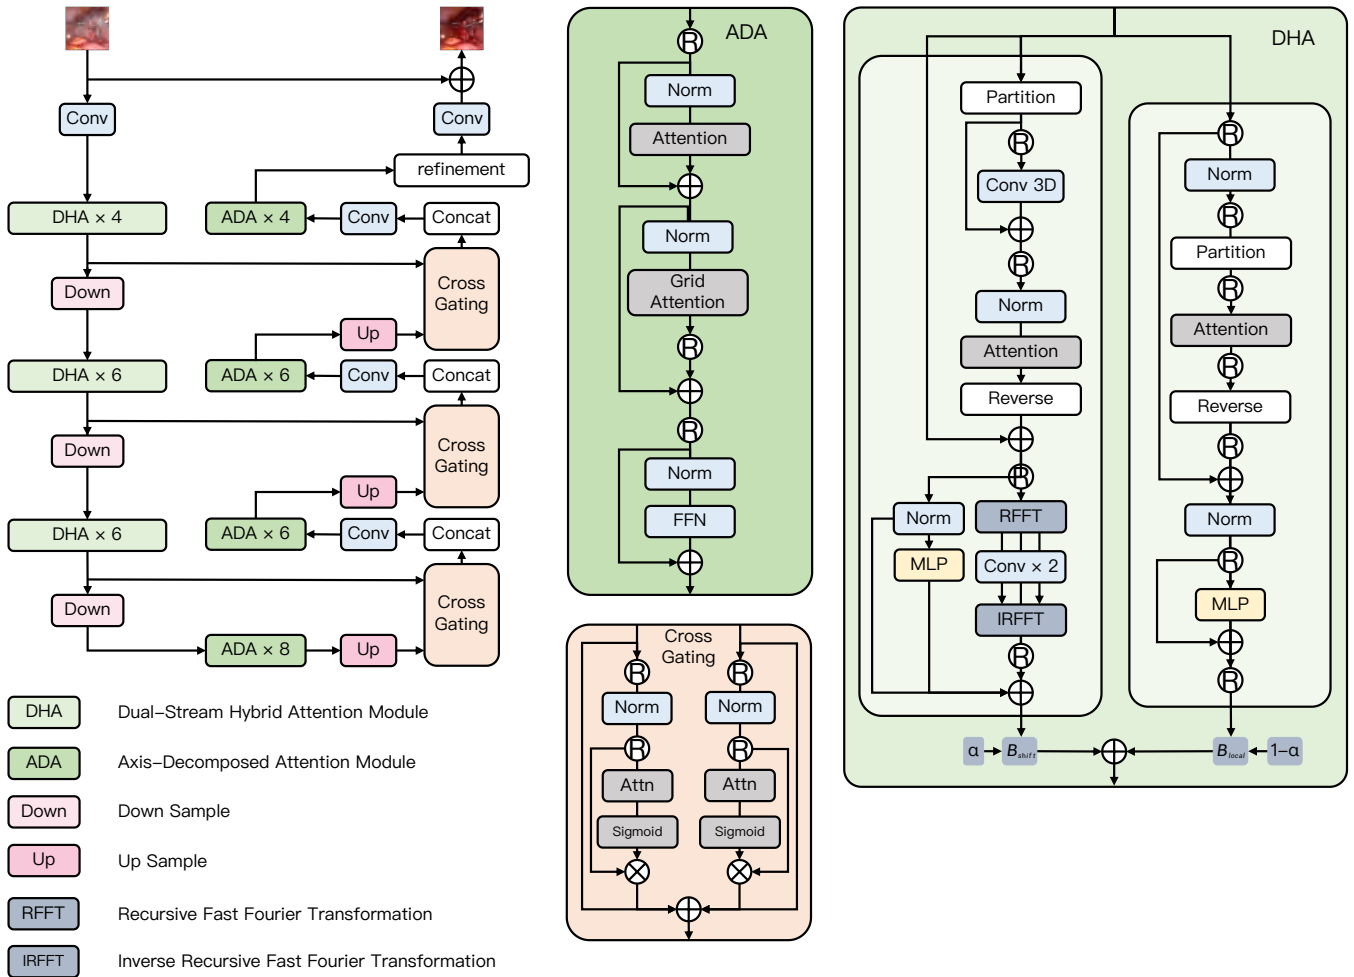 Conv
Conv
refinement
DHA × 4
ADA × 4
Conv
Concat
Cross
Gating
Down
Up
DHA × 6
ADA × 6
Conv
Concat
Cross
Gating
Down
Up
DHA × 6
ADA × 6
Conv
Concat
Cross
Gating
Down
ADA × 8
Up
DHA
Dual-Stream Hybrid Attention Module
ADA
Axis-Decomposed Attention Module
Down
Down Sample
Up
Up Sample
RFFT
Recursive Fast Fourier Transformation
IRFFT
Inverse Recursive Fast Fourier Transformation
ADA
R
Norm
Attention
Norm
Grid
Attention
R
R
Norm
FFN
Cross
Gating
R
R
Norm
Norm
R
R
Attn
Attn
Sigmoid
Sigmoid
DHA
Partition
R
Conv 3D
R
Norm
Attention
Reverse
R
Norm
RFFT
MLP
Conv × 2
IRFFT
R
R
Norm
R
Partition
R
Attention
R
Reverse
R
Norm
R
MLP
R
α
Bshift
Blocal
1-α